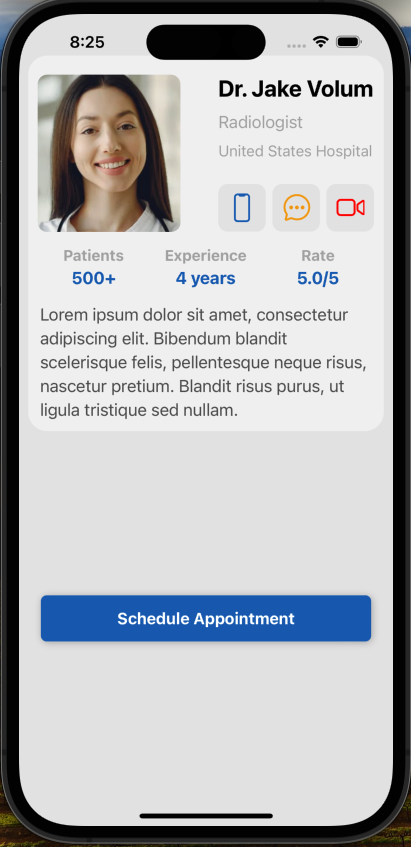 8:25
Dr. Jake Volum
Radiologist
United States Hospital
Patients Experience Rate
500+ 4 years 5.0/5
Lorem ipsum dolor sit amet, consectetur
adipiscing elit. Bibendum blandit
scelerisque felis, pellentesque neque risus,
nascetur pretium. Blandit risus purus, ut
ligula tristique sed nullam.
Schedule Appointment